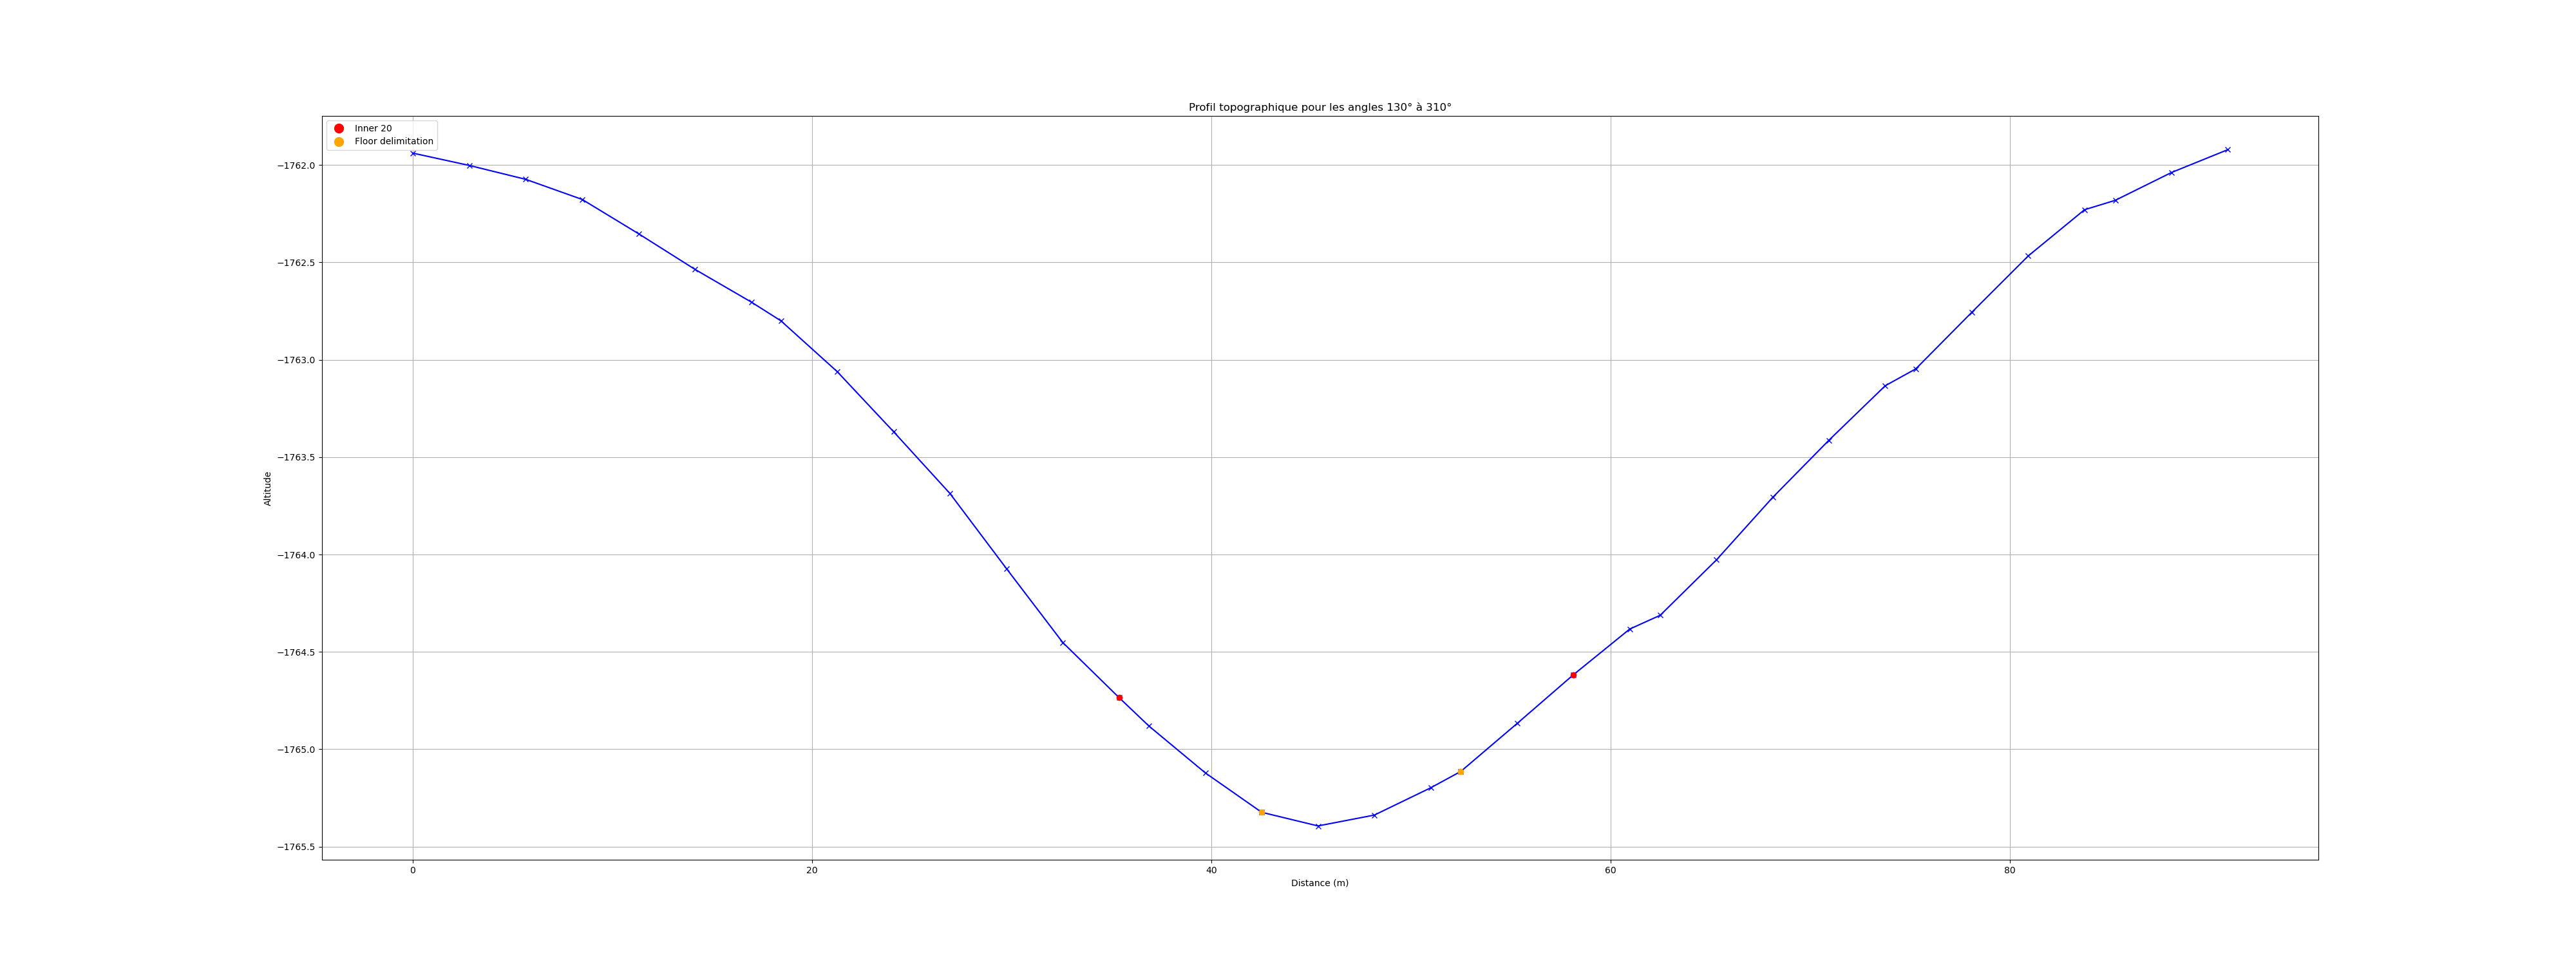 Profil topographique pour les angles 130° à 310°
Inner 20
Floor delimitation
−1762.0
−1762.5
−1763.0
−1763.5
−1764.0
−1764.5
−1765.0
−1765.5
Altitude
0 20 40 60 80
Distance (m)